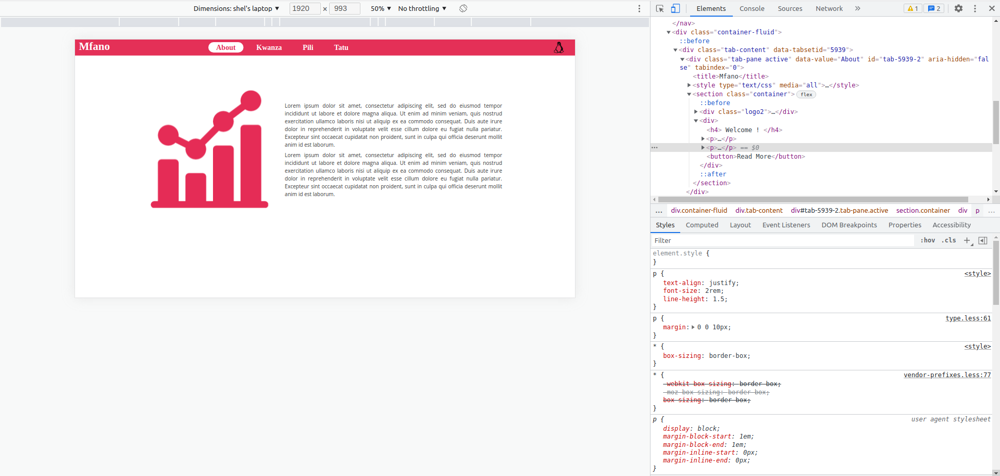 Dimensions: shel's laptop ▼ 1920 × 993 50% ▼ No throttling ▼
Mfano About Kwanza Pili Tatu
Lorem ipsum dolor sit amet, consectetur adipiscing elit, sed do eiusmod tempor
incididunt ut labore et dolore magna aliqua. Ut enim ad minim veniam, quis nostrud
exercitation ullamco laboris nisi ut aliquip ex ea commodo consequat. Duis aute irure
dolor in reprehenderit in voluptate velit esse cillum dolore eu fugiat nulla pariatur.
Excepteur sint occaecat cupidatat non proident, sunt in culpa qui officia deserunt mollit
anim id est laborum.
Lorem ipsum dolor sit amet, consectetur adipiscing elit, sed do eiusmod tempor
incididunt ut labore et dolore magna aliqua. Ut enim ad minim veniam, quis nostrud
exercitation ullamco laboris nisi ut aliquip ex ea commodo consequat. Duis aute irure
dolor in reprehenderit in voluptate velit esse cillum dolore eu fugiat nulla pariatur.
Excepteur sint occaecat cupidatat non proident, sunt in culpa qui officia deserunt mollit
anim id est laborum.
Elements Console Sources Network » 1 2
</nav>
▼<div class="container-fluid">
::before
▼<div class="tab-content" data-tabsetid="5939">
▼<div class="tab-pane active" data-value="About" id="tab-5939-2" aria-hidden="fal
se" tabindex="0">
<title>Mfano</title>
▶<style type="text/css" media="all">…</style>
▼<section class="container"> flex
::before
▶<div class="logo2">…</div>
▼<div>
<h4> Welcome ! </h4>
▶<p>…</p>
▶<p>…</p> == $0
<button>Read More</button>
</div>
::after
</section>
</div>
… div.container-fluid div.tab-content div#tab-5939-2.tab-pane.active section.container div p …
Styles Computed Layout Event Listeners DOM Breakpoints Properties Accessibility
Filter :hov .cls +
element.style {
}
p { <style>
text-align: justify;
font-size: 2rem;
line-height: 1.5;
}
p { type.less:61
margin:▶0 0 10px;
}
* { <style>
box-sizing: border-box;
}
* { vendor-prefixes.less:77
-webkit-box-sizing: border-box;
-moz-box-sizing: border-box;
box-sizing: border-box;
}
p { user agent stylesheet
display: block;
margin-block-start: 1em;
margin-block-end: 1em;
margin-inline-start: 0px;
margin-inline-end: 0px;
}